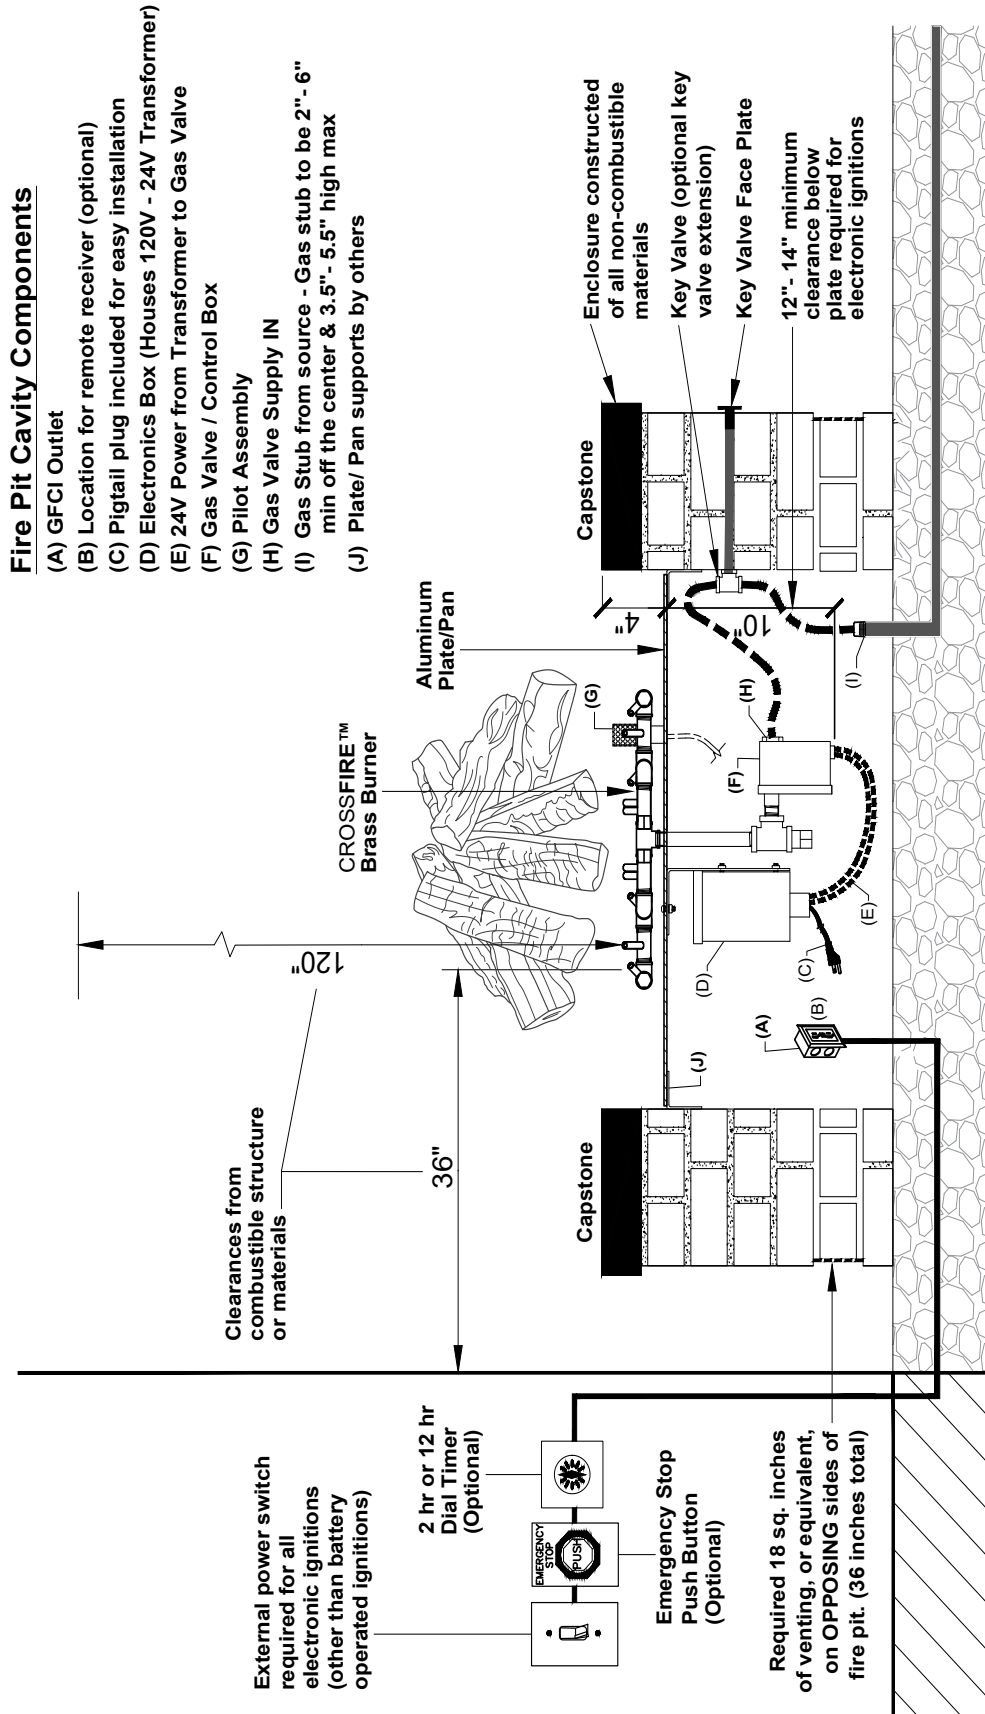 Fire Pit Cavity Components
(A) GFCI Outlet
(B) Location for remote receiver (optional)
(C) Pigtail plug included for easy installation
(D) Electronics Box (Houses 120V - 24V Transformer)
(E) 24V Power from Transformer to Gas Valve
(F) Gas Valve / Control Box
(G) Pilot Assembly
(H) Gas Valve Supply IN
(I) Gas Stub from source - Gas stub to be 2"- 6"
min off the center & 3.5"- 5.5" high max
(J) Plate/ Pan supports by others
Clearances from
combustible structure
or materials
120"
36"
CROSSFIRE™
Brass Burner
Aluminum
Plate/Pan
Capstone
Capstone
4"
10"
Enclosure constructed
of all non-combustible
materials
Key Valve (optional key
valve extension)
Key Valve Face Plate
12"- 14" minimum
clearance below
plate required for
electronic ignitions
(A)
(B)
(C)
(D)
(E)
(F)
(G)
(H)
(I)
(J)
External power switch
required for all
electronic ignitions
(other than battery
operated ignitions)
2 hr or 12 hr
Dial Timer
(Optional)
EMERGENCY
STOP
PUSH
Emergency Stop
Push Button
(Optional)
Required 18 sq. inches
of venting, or equivalent,
on OPPOSING sides of
fire pit. (36 inches total)